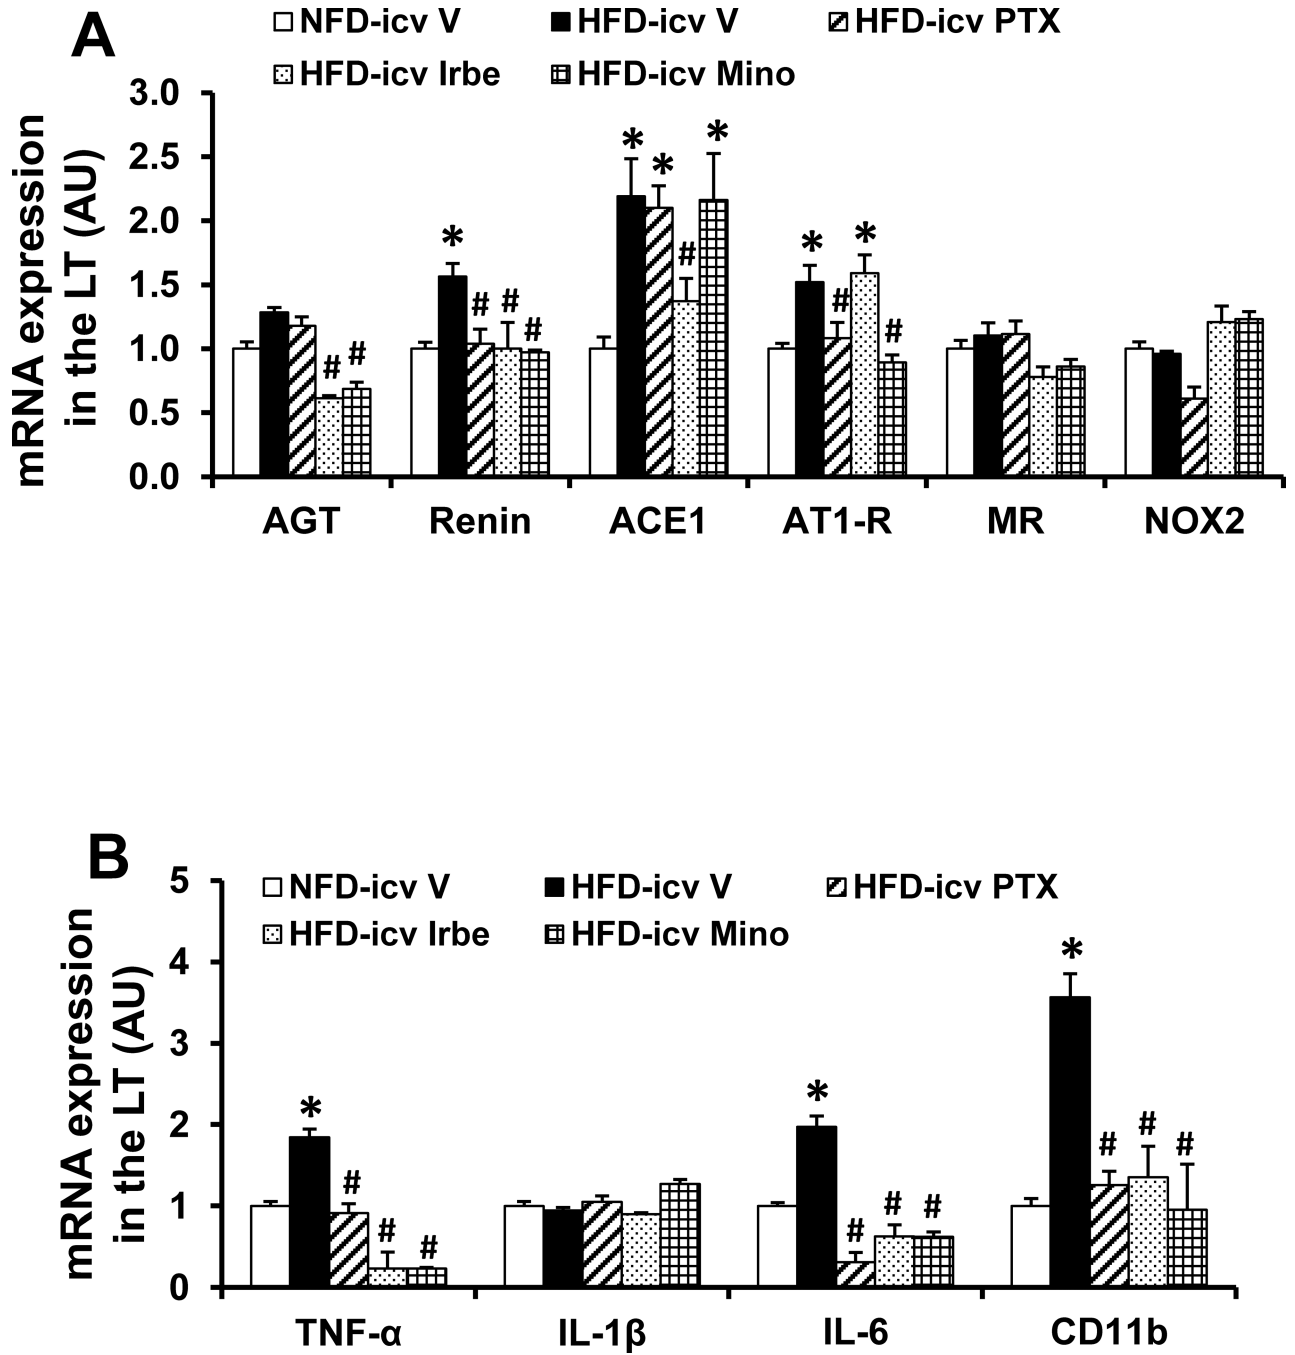 A
NFD-icv V HFD-icv V HFD-icv PTX
HFD-icv Irbe HFD-icv Mino
mRNA expression
in the LT (AU)
3.0
2.5
2.0
1.5
1.0
0.5
0.0
* * * *
* # *
# # # # # # #
AGT Renin ACE1 AT1-R MR NOX2
B
NFD-icv V HFD-icv V HFD-icv PTX
HFD-icv Irbe HFD-icv Mino
mRNA expression
in the LT (AU)
5
4
3
2
1
0
* # # #
* # # #
* # # #
TNF-α IL-1β IL-6 CD11b